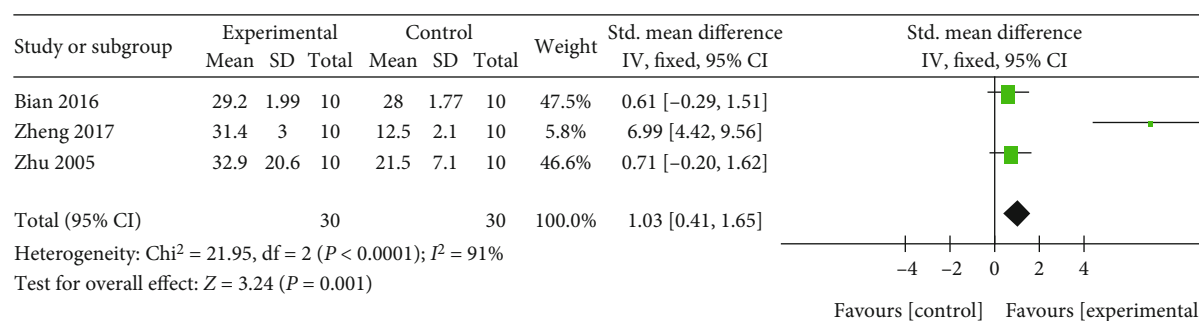 Study or subgroup Experimental Control Weight Std. mean difference Std. mean difference
Mean SD Total Mean SD Total IV, fixed, 95% CI IV, fixed, 95% CI
Bian 2016 29.2 1.99 10 28 1.77 10 47.5% 0.61 [–0.29, 1.51]
Zheng 2017 31.4 3 10 12.5 2.1 10 5.8% 6.99 [4.42, 9.56]
Zhu 2005 32.9 20.6 10 21.5 7.1 10 46.6% 0.71 [–0.20, 1.62]
Total (95% CI) 30 30 100.0% 1.03 [0.41, 1.65]
Heterogeneity: Chi² = 21.95, df = 2 (P < 0.0001); I² = 91%
Test for overall effect: Z = 3.24 (P = 0.001)
–4 –2 0 2 4
Favours [control] Favours [experimental